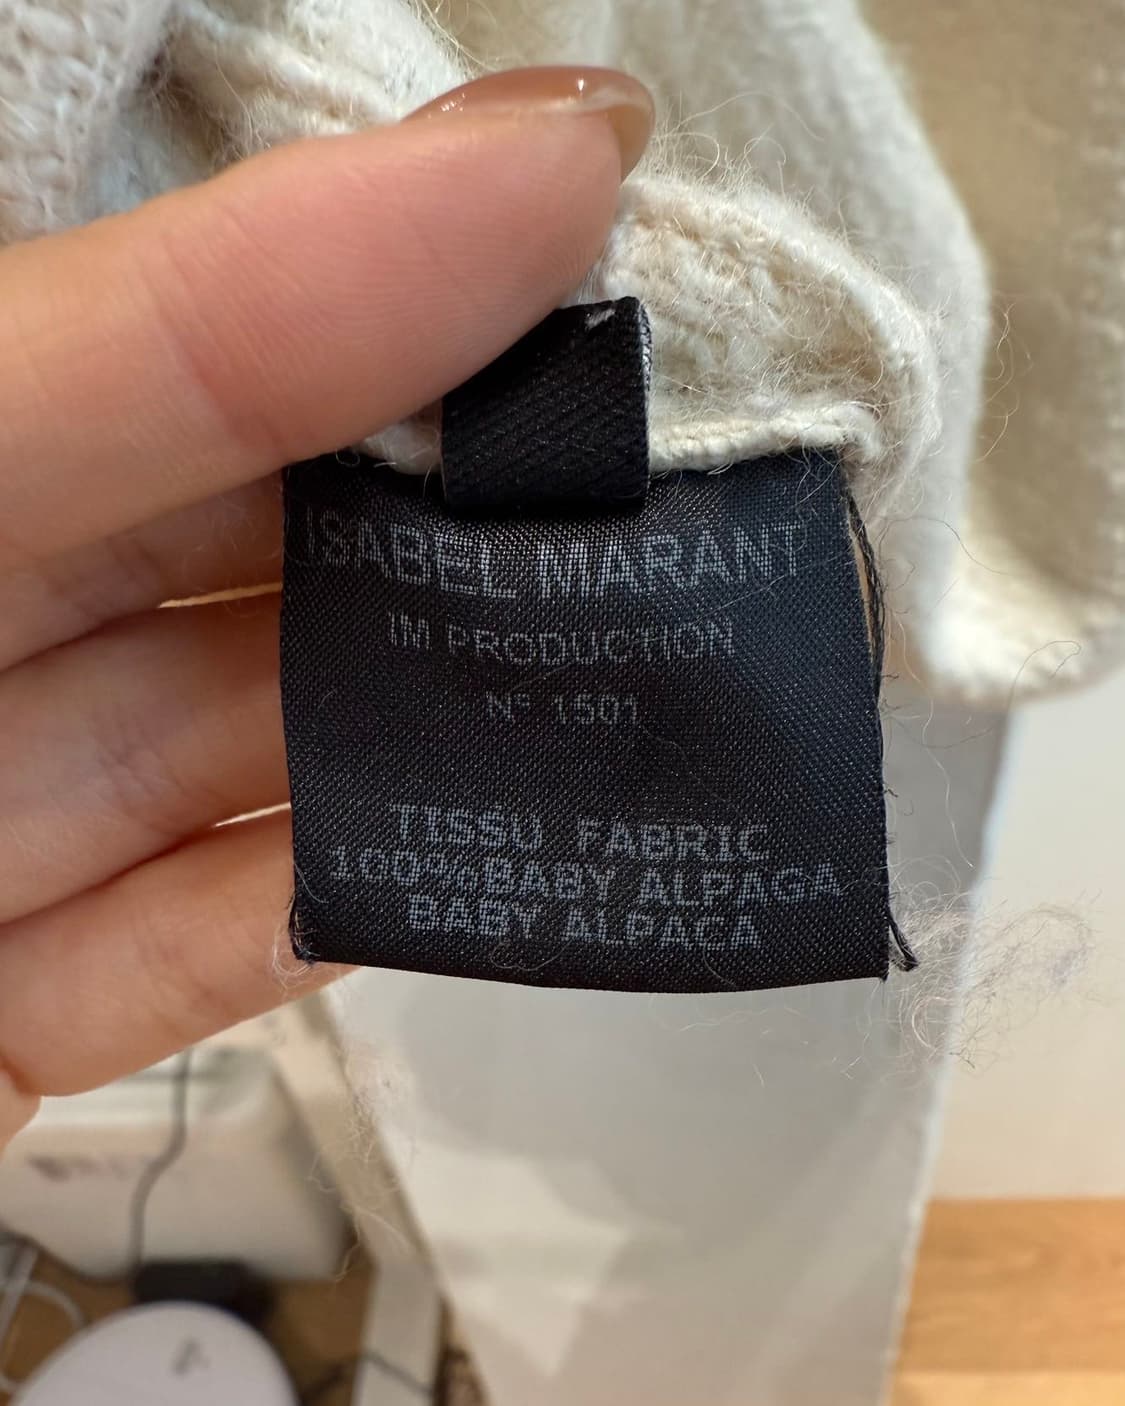 ISABEL MARANT
IM PRODUCTION
N° 1501
TISSU FABRIC
100%BABY ALPAGA
BABY ALPACA